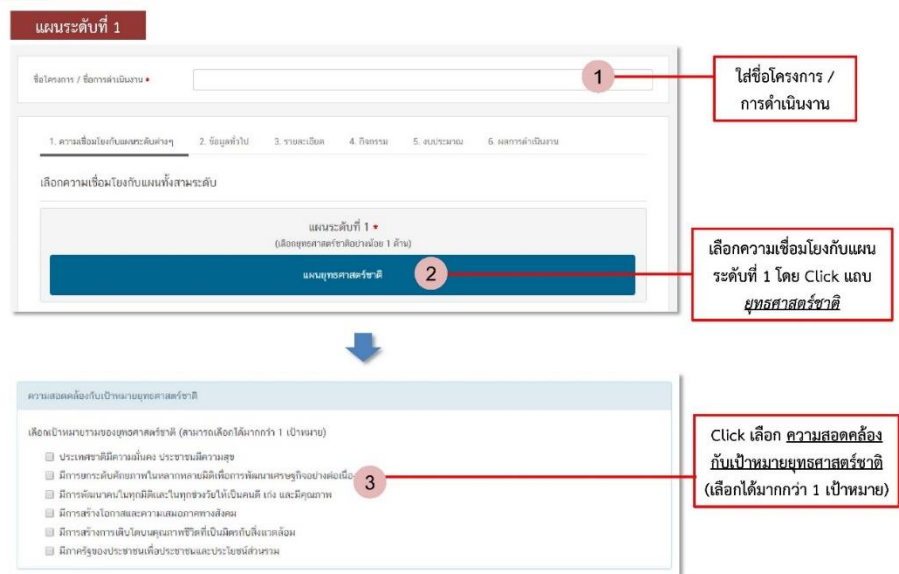 แผนระดับที่ 1
ชื่อโครงการ / ชื่อการดำเนินงาน *
1
ใส่ชื่อโครงการ /
การดำเนินงาน
1. ความเชื่อมโยงกับแผนระดับต่างๆ 2. ข้อมูลทั่วไป 3. รายละเอียด 4. กิจกรรม 5. งบประมาณ 6. ผลการดำเนินงาน
เลือกความเชื่อมโยงกับแผนทั้งสามระดับ
แผนระดับที่ 1 *
(เลือกยุทธศาสตร์ชาติอย่างน้อย 1 ด้าน)
แผนยุทธศาสตร์ชาติ
2
เลือกความเชื่อมโยงกับแผน
ระดับที่ 1 โดย Click แถบ
ยุทธศาสตร์ชาติ
ความสอดคล้องกับเป้าหมายยุทธศาสตร์ชาติ
เลือกเป้าหมายรวมของยุทธศาสตร์ชาติ (สามารถเลือกได้มากกว่า 1 เป้าหมาย)
ประเทศชาติมีความมั่นคง ประชาชนมีความสุข
มีการยกระดับศักยภาพในหลากหลายมิติเพื่อการพัฒนาเศรษฐกิจอย่างต่อเนื่อง
มีการพัฒนาคนในทุกมิติและในทุกช่วงวัยให้เป็นคนดี เก่ง และมีคุณภาพ
มีการสร้างโอกาสและความเสมอภาคทางสังคม
มีการสร้างการเติบโตบนคุณภาพชีวิตที่เป็นมิตรกับสิ่งแวดล้อม
มีภาครัฐของประชาชนเพื่อประชาชนและประโยชน์ส่วนรวม
3
Click เลือก ความสอดคล้อง
กับเป้าหมายยุทธศาสตร์ชาติ
(เลือกได้มากกว่า 1 เป้าหมาย)